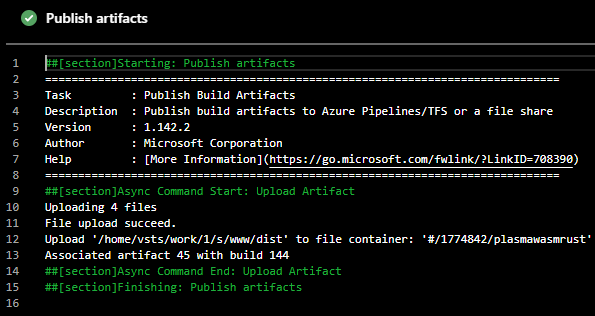 Publish artifacts
1 ##[section]Starting: Publish artifacts
2 ==============================================================================
3 Task         : Publish Build Artifacts
4 Description  : Publish build artifacts to Azure Pipelines/TFS or a file share
5 Version      : 1.142.2
6 Author       : Microsoft Corporation
7 Help         : [More Information](https://go.microsoft.com/fwlink/?LinkID=708390)
8 ==============================================================================
9 ##[section]Async Command Start: Upload Artifact
10 Uploading 4 files
11 File upload succeed.
12 Upload '/home/vsts/work/1/s/www/dist' to file container: '#/1774842/plasmawasmrust'
13 Associated artifact 45 with build 144
14 ##[section]Async Command End: Upload Artifact
15 ##[section]Finishing: Publish artifacts
16